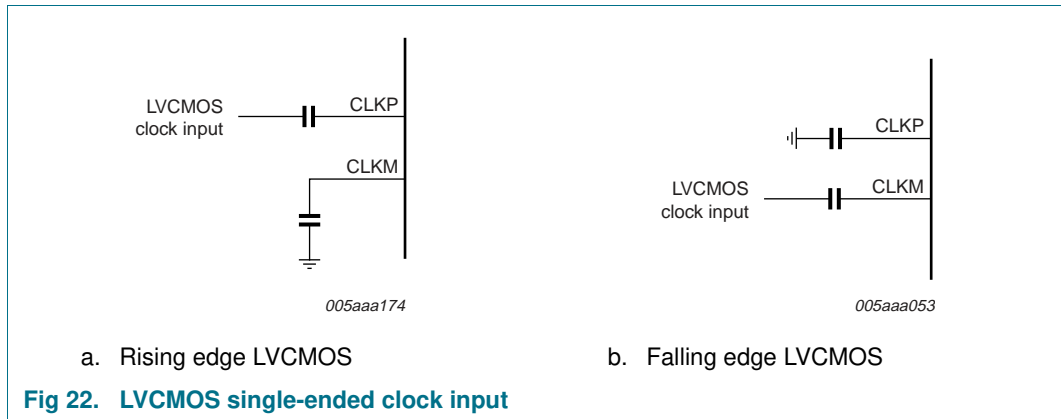 LVCMOS
clock input
CLKP
CLKM
005aaa174
a. Rising edge LVCMOS
CLKP
LVCMOS
clock input
CLKM
005aaa053
b. Falling edge LVCMOS
Fig 22. LVCMOS single-ended clock input